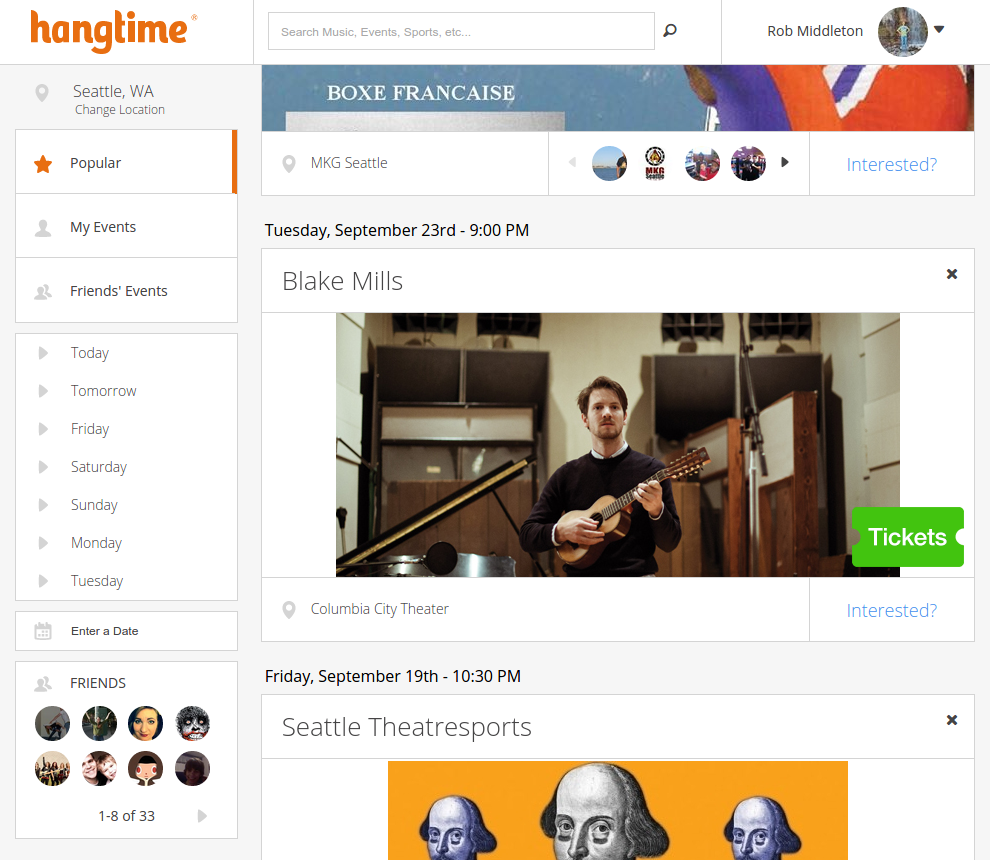 hangtime®
Search Music, Events, Sports, etc...
Rob Middleton
Seattle, WA
Change Location
Popular
My Events
Friends' Events
Today
Tomorrow
Friday
Saturday
Sunday
Monday
Tuesday
Enter a Date
FRIENDS
1-8 of 33
BOXE FRANCAISE
MKG Seattle
MKG
Seattle
Interested?
Tuesday, September 23rd - 9:00 PM
Blake Mills
Tickets
Columbia City Theater
Interested?
Friday, September 19th - 10:30 PM
Seattle Theatresports